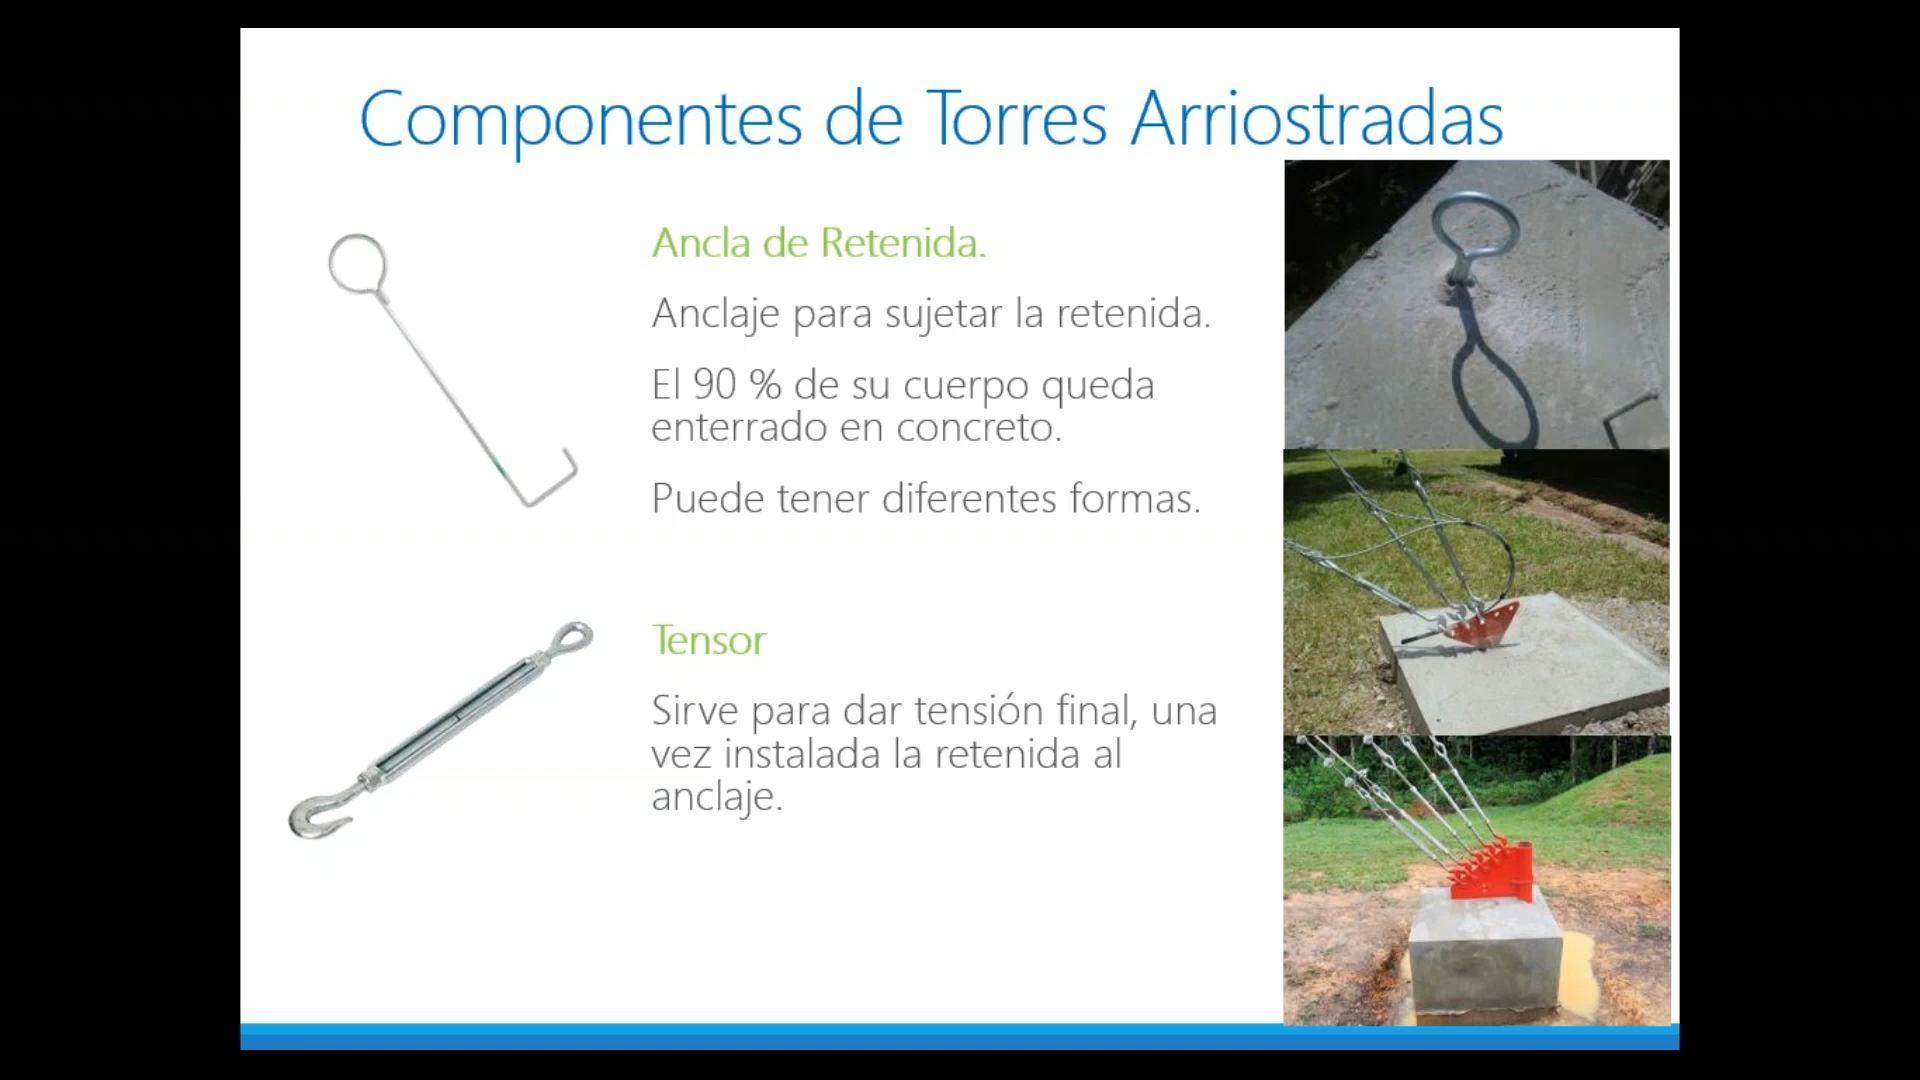 Componentes de Torres Arriostradas
Ancla de Retenida.
Anclaje para sujetar la retenida.
El 90 % de su cuerpo queda
enterrado en concreto.
Puede tener diferentes formas.
Tensor
Sirve para dar tensión final, una
vez instalada la retenida al
anclaje.